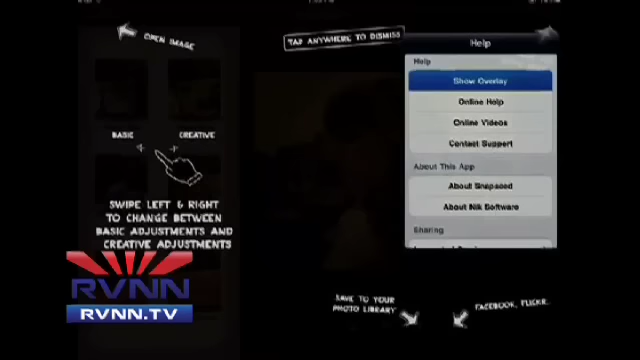 OPEN IMAGE
TAP ANYWHERE TO DISMISS
Help
Help
Show Overlay
Online Help
Online Videos
Contact Support
About This App
About Snapseed
About Nik Software
Sharing
BASIC
CREATIVE
SWIPE LEFT & RIGHT
TO CHANGE BETWEEN
BASIC ADJUSTMENTS AND
CREATIVE ADJUSTMENTS
RVNN
RVNN.TV
SAVE TO YOUR
PHOTO LIBRARY
FACEBOOK, FLICKR.